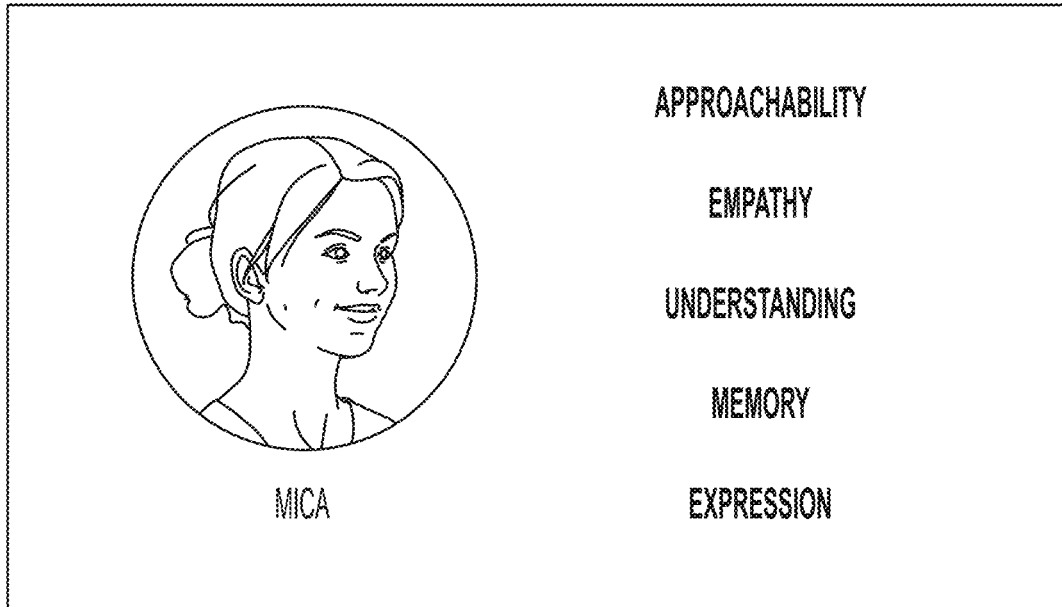 MICA
APPROACHABILITY
EMPATHY
UNDERSTANDING
MEMORY
EXPRESSION